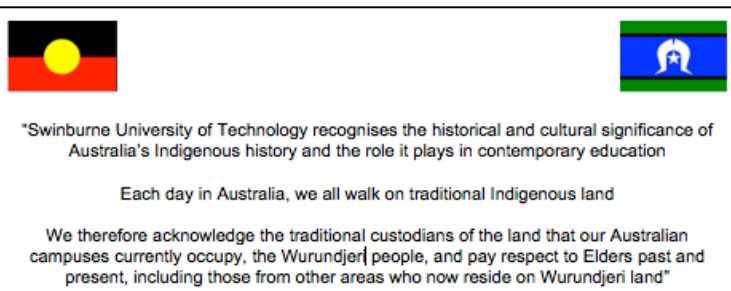 "Swinburne University of Technology recognises the historical and cultural significance of
Australia's Indigenous history and the role it plays in contemporary education
Each day in Australia, we all walk on traditional Indigenous land
We therefore acknowledge the traditional custodians of the land that our Australian
campuses currently occupy, the Wurundjeri people, and pay respect to Elders past and
present, including those from other areas who now reside on Wurundjeri land"